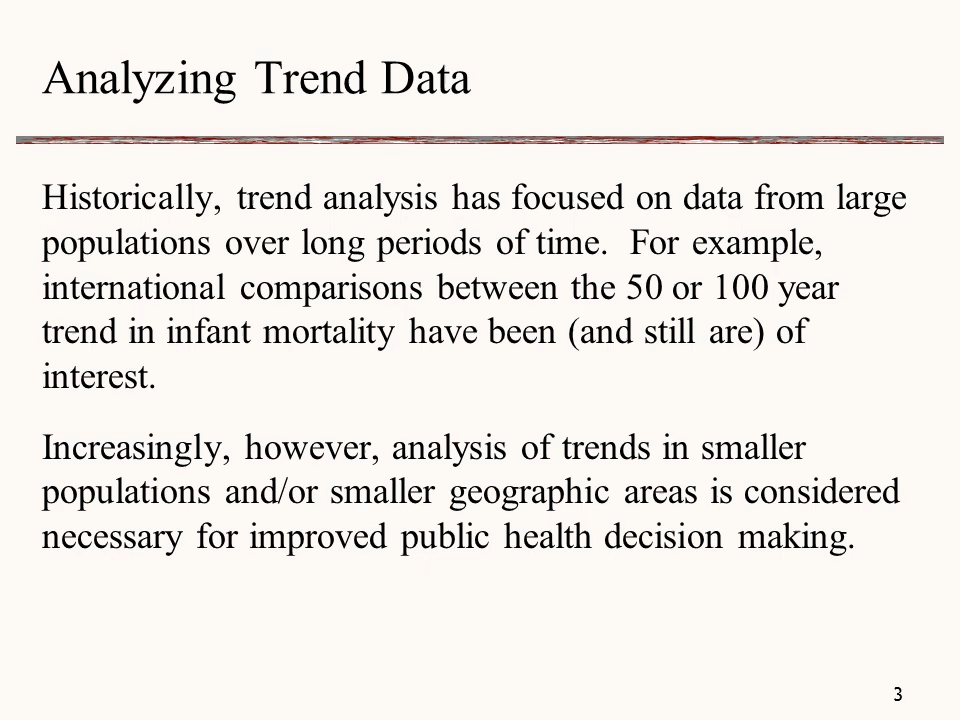 Analyzing Trend Data
Historically, trend analysis has focused on data from large
populations over long periods of time.  For example,
international comparisons between the 50 or 100 year
trend in infant mortality have been (and still are) of
interest.
Increasingly, however, analysis of trends in smaller
populations and/or smaller geographic areas is considered
necessary for improved public health decision making.
3